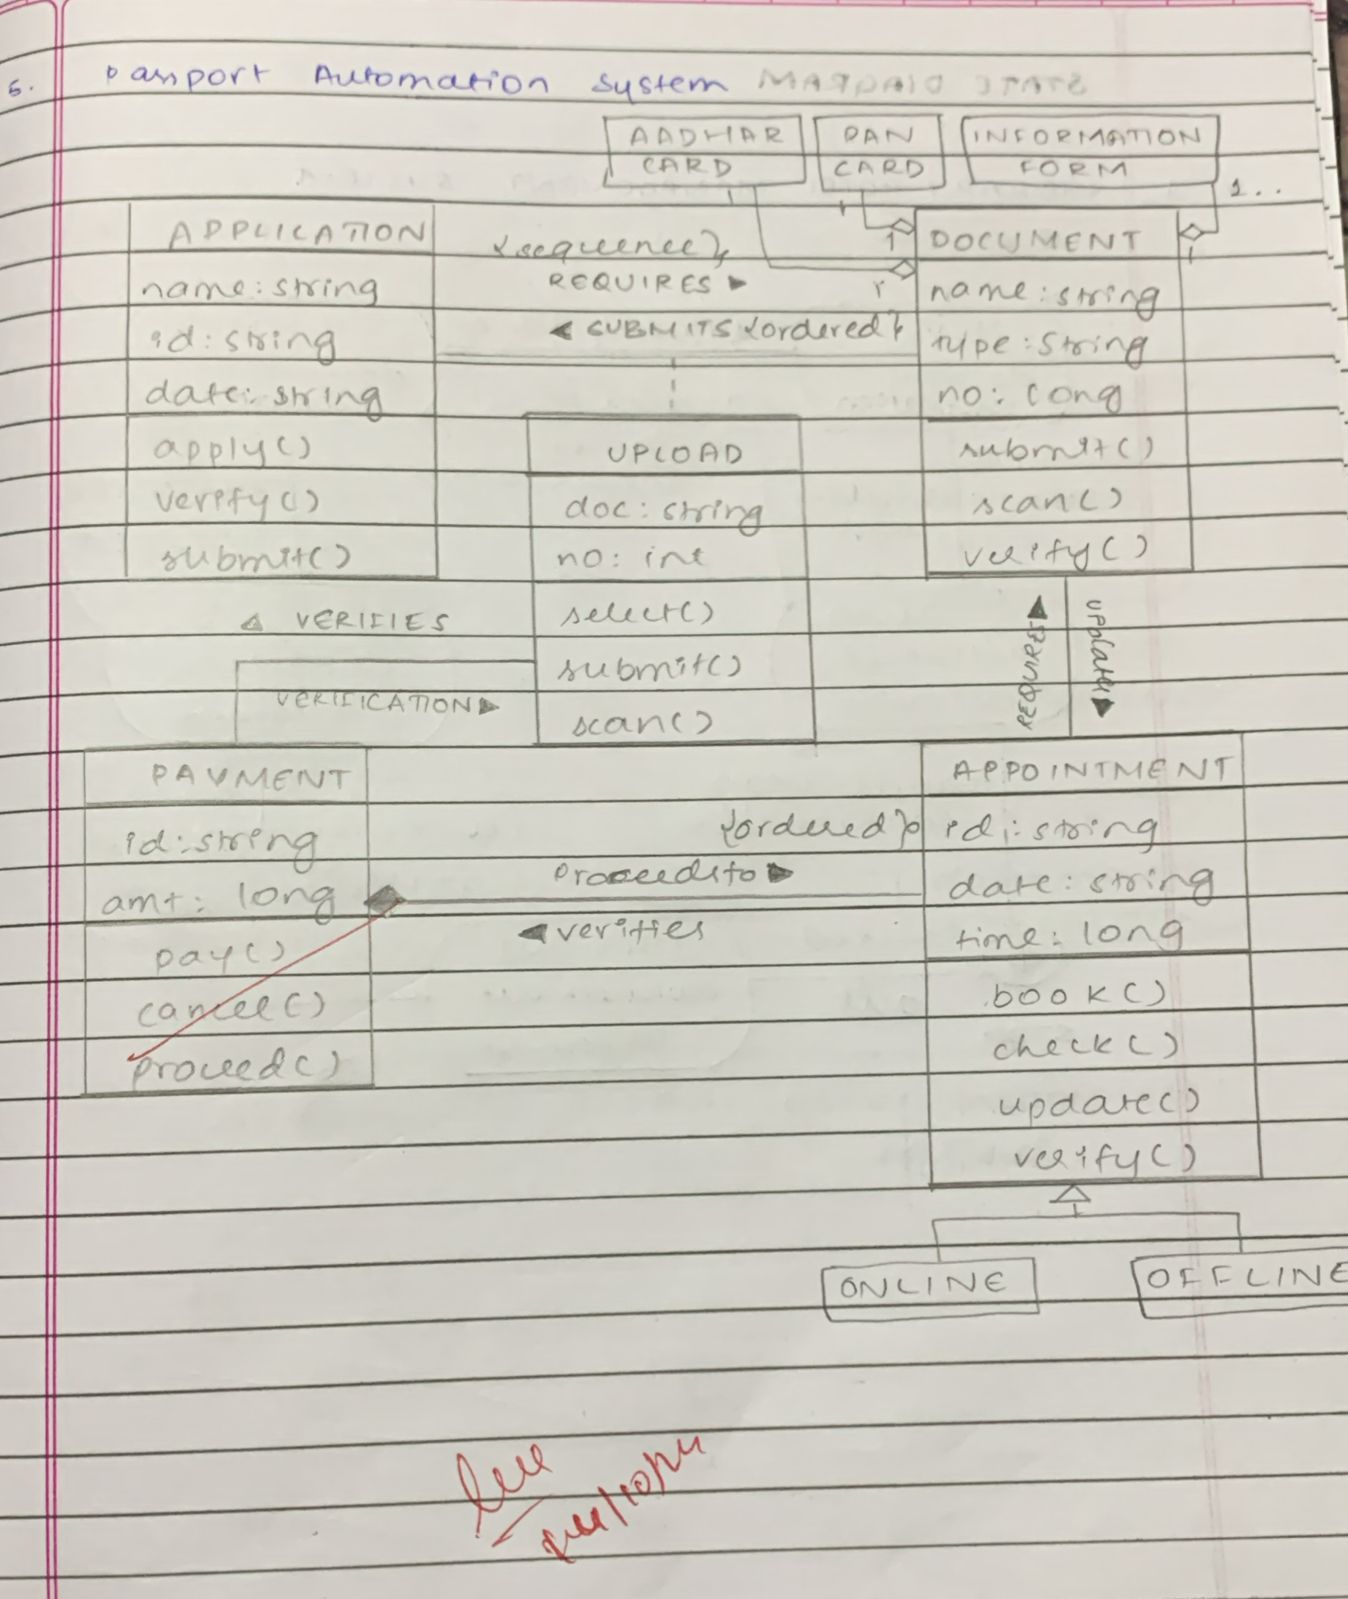 5. Passport Automation System
AADHAR CARD
PAN CARD
INFORMATION FORM
1..
APPLICATION
name: string
id: string
date: string
apply()
verify()
submit()
{sequence}
REQUIRES ►
◄ SUBMITS {ordered}
1
1
DOCUMENT
name: string
type: string
no: long
submit()
scan()
verify()
UPLOAD
doc: string
no: int
select()
submit()
scan()
VERIFIES
VERIFICATION ►
REQUIRES
updates
PAYMENT
id: string
amt: long
pay()
cancel()
proceed()
{ordered}
Proceeds to ►
◄ verifies
APPOINTMENT
id: string
date: string
time: long
book()
check()
update()
verify()
ONLINE
OFFLINE